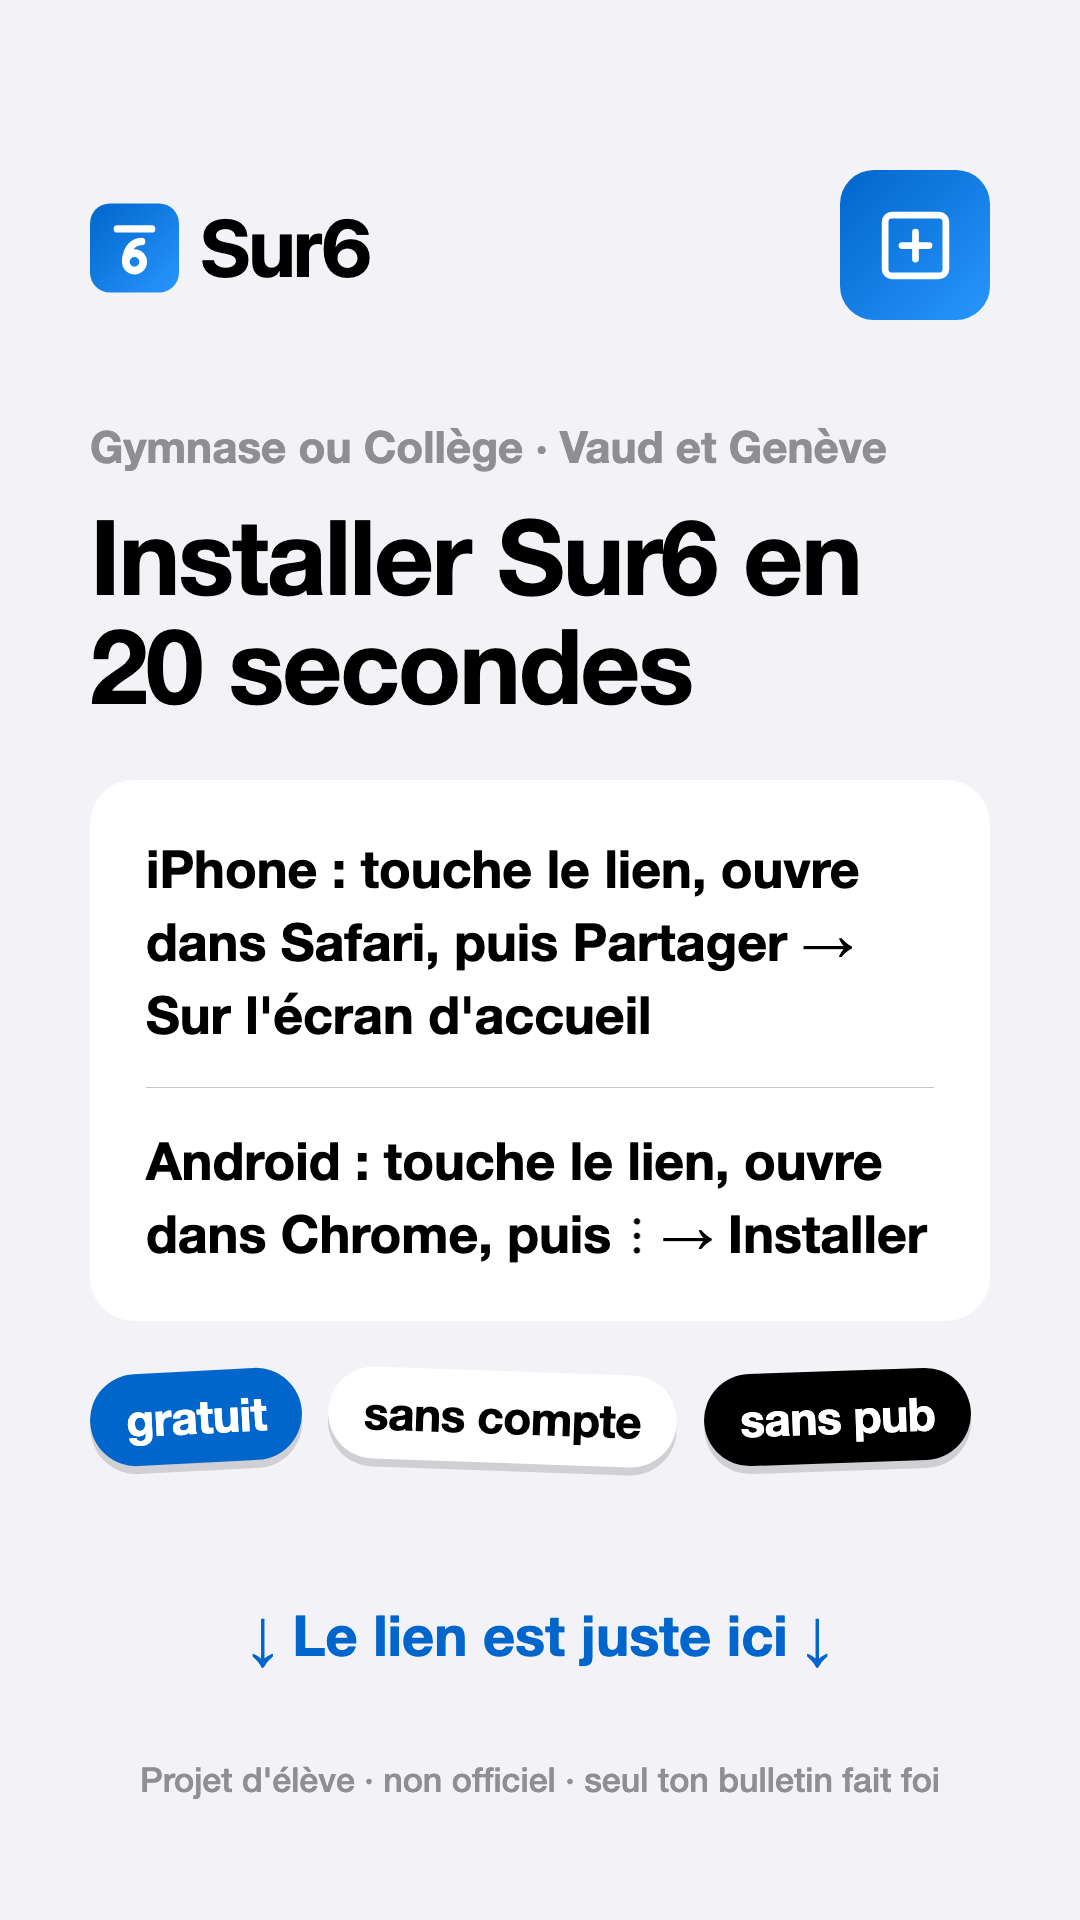 6 Sur6
Gymnase ou Collège · Vaud et Genève
Installer Sur6 en
20 secondes
iPhone : touche le lien, ouvre
dans Safari, puis Partager →
Sur l'écran d'accueil
Android : touche le lien, ouvre
dans Chrome, puis ⋮ → Installer
gratuit sans compte sans pub
↓ Le lien est juste ici ↓
Projet d'élève · non officiel · seul ton bulletin fait foi